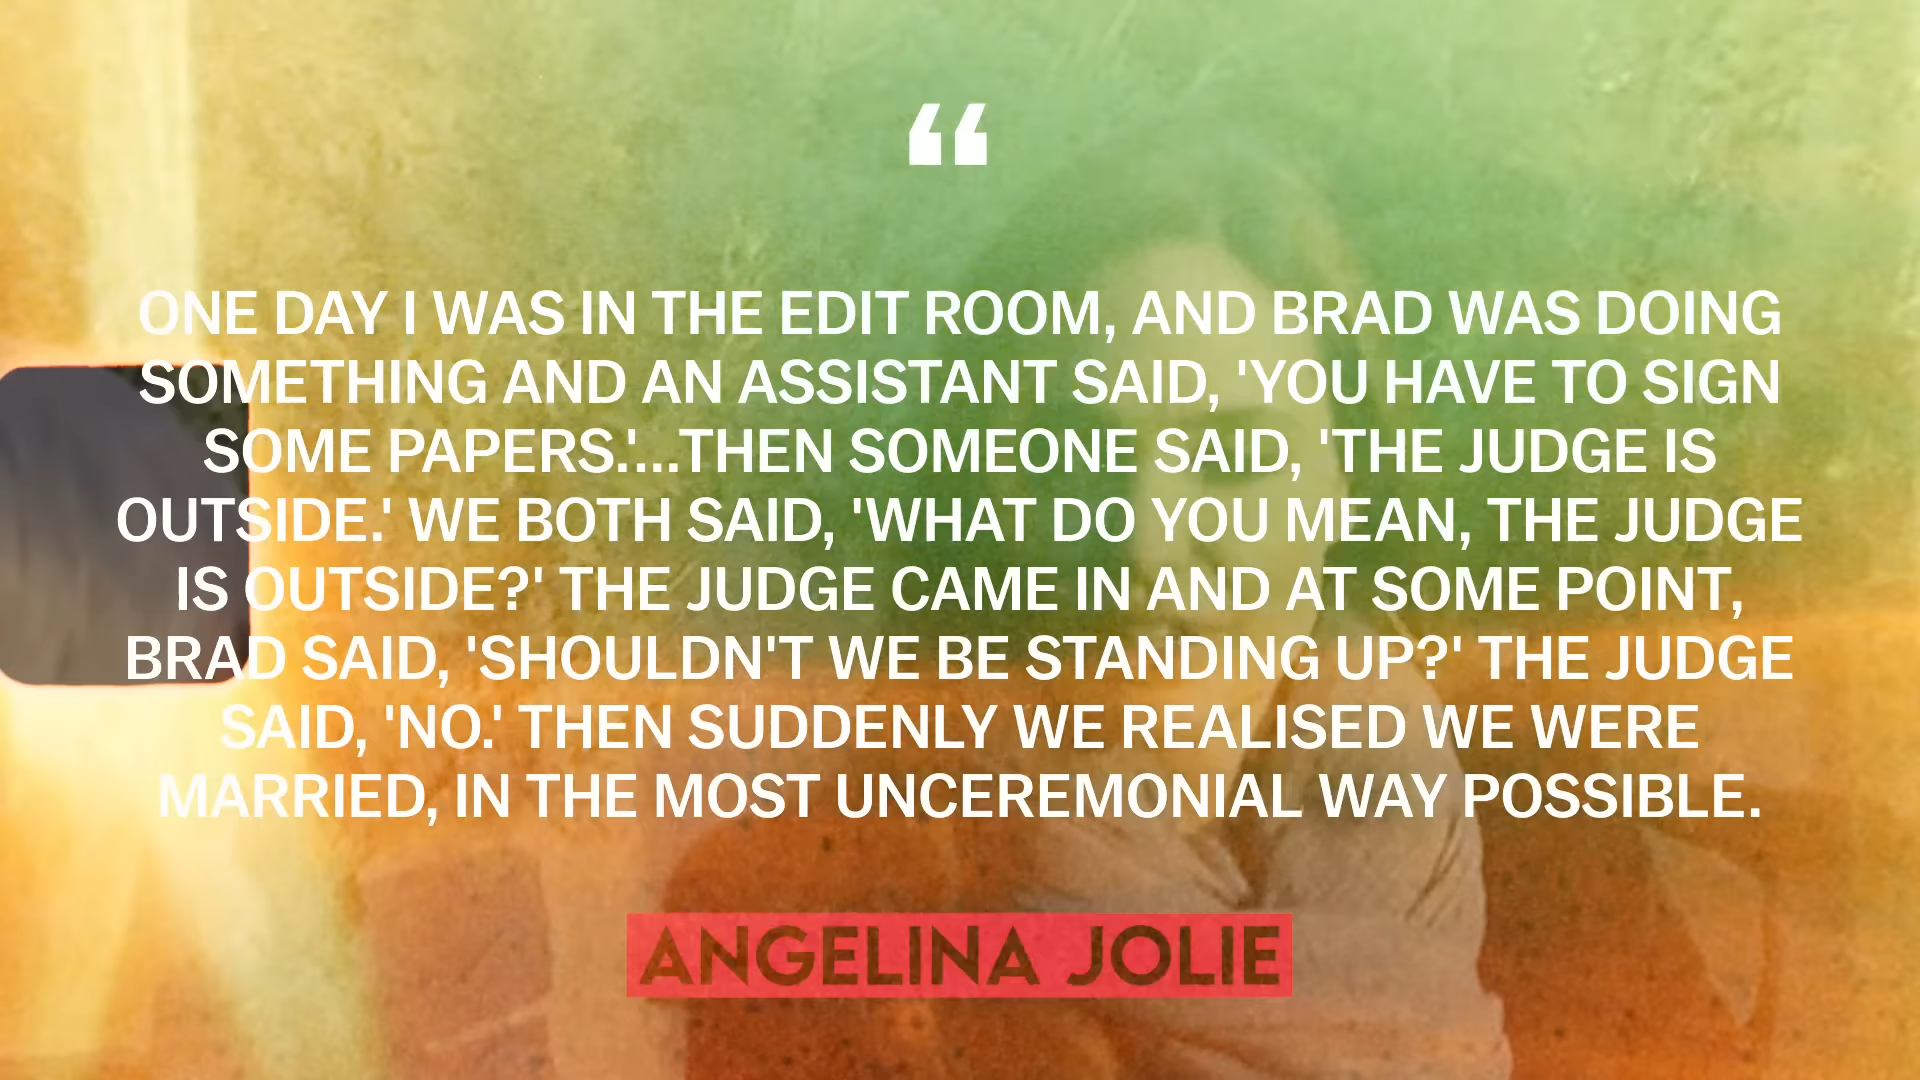 “
ONE DAY I WAS IN THE EDIT ROOM, AND BRAD WAS DOING
SOMETHING AND AN ASSISTANT SAID, 'YOU HAVE TO SIGN
SOME PAPERS.'...THEN SOMEONE SAID, 'THE JUDGE IS
OUTSIDE.' WE BOTH SAID, 'WHAT DO YOU MEAN, THE JUDGE
IS OUTSIDE?' THE JUDGE CAME IN AND AT SOME POINT,
BRAD SAID, 'SHOULDN'T WE BE STANDING UP?' THE JUDGE
SAID, 'NO.' THEN SUDDENLY WE REALISED WE WERE
MARRIED, IN THE MOST UNCEREMONIAL WAY POSSIBLE.
ANGELINA JOLIE